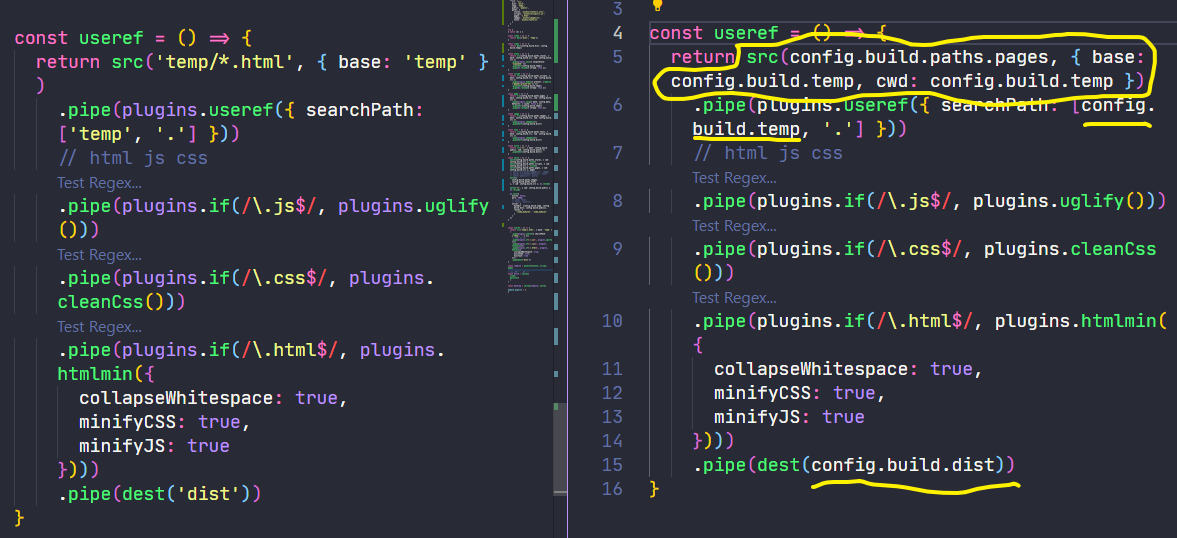 const useref = () => {
return src('temp/*.html', { base: 'temp' }
)
.pipe(plugins.useref({ searchPath:
['temp', '.'] }))
// html js css
Test Regex...
.pipe(plugins.if(/\.js$/, plugins.uglify
()))
Test Regex...
.pipe(plugins.if(/\.css$/, plugins.
cleanCss()))
Test Regex...
.pipe(plugins.if(/\.html$/, plugins.
htmlmin({
collapseWhitespace: true,
minifyCSS: true,
minifyJS: true
})))
.pipe(dest('dist'))
}
3
4 const useref = () => {
5 return src(config.build.paths.pages, { base:
config.build.temp, cwd: config.build.temp })
6 .pipe(plugins.useref({ searchPath: [config.
build.temp, '.'] }))
7 // html js css
Test Regex...
8 .pipe(plugins.if(/\.js$/, plugins.uglify()))
Test Regex...
9 .pipe(plugins.if(/\.css$/, plugins.cleanCss
()))
Test Regex...
10 .pipe(plugins.if(/\.html$/, plugins.htmlmin(
{
11 collapseWhitespace: true,
12 minifyCSS: true,
13 minifyJS: true
14 })))
15 .pipe(dest(config.build.dist))
16 }